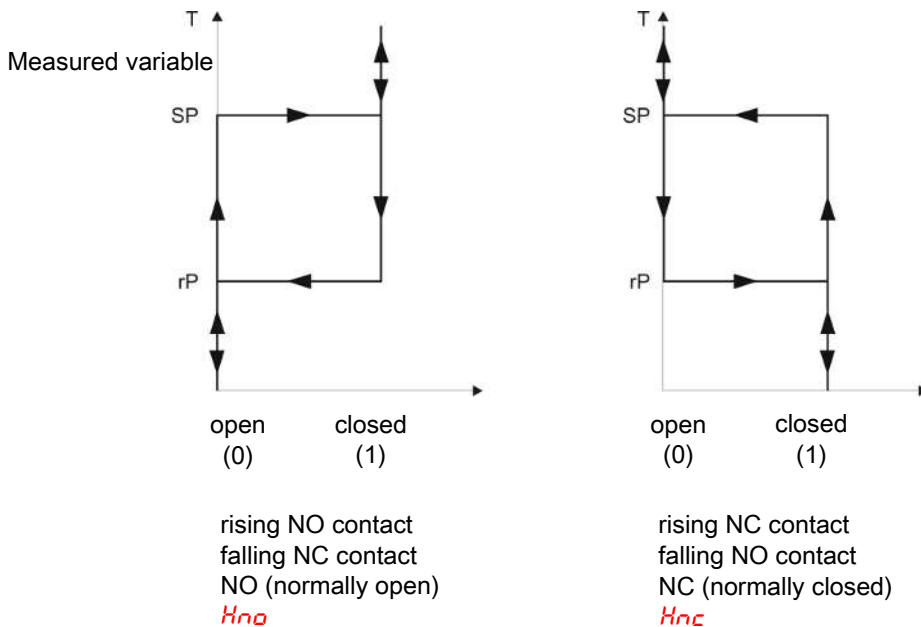 T
Measured variable
SP
rP
open
(0)
closed
(1)
rising NO contact
falling NC contact
NO (normally open)
Hno
T
SP
rP
open
(0)
closed
(1)
rising NC contact
falling NO contact
NC (normally closed)
Hnc